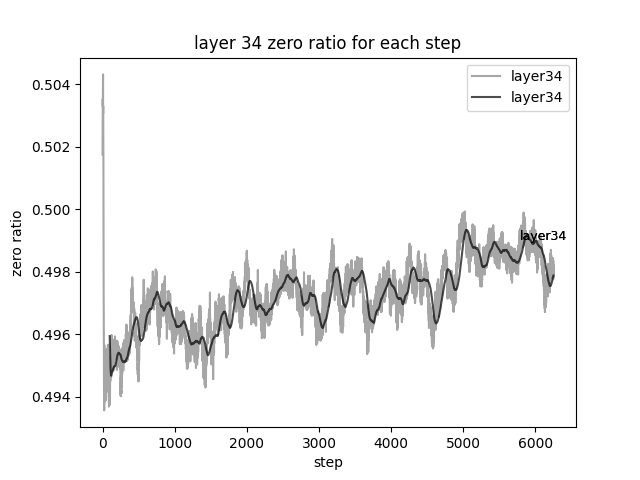 layer 34 zero ratio for each step
layer34
layer34
0.504
0.502
0.500
0.498
0.496
0.494
zero ratio
layer34
0 1000 2000 3000 4000 5000 6000
step